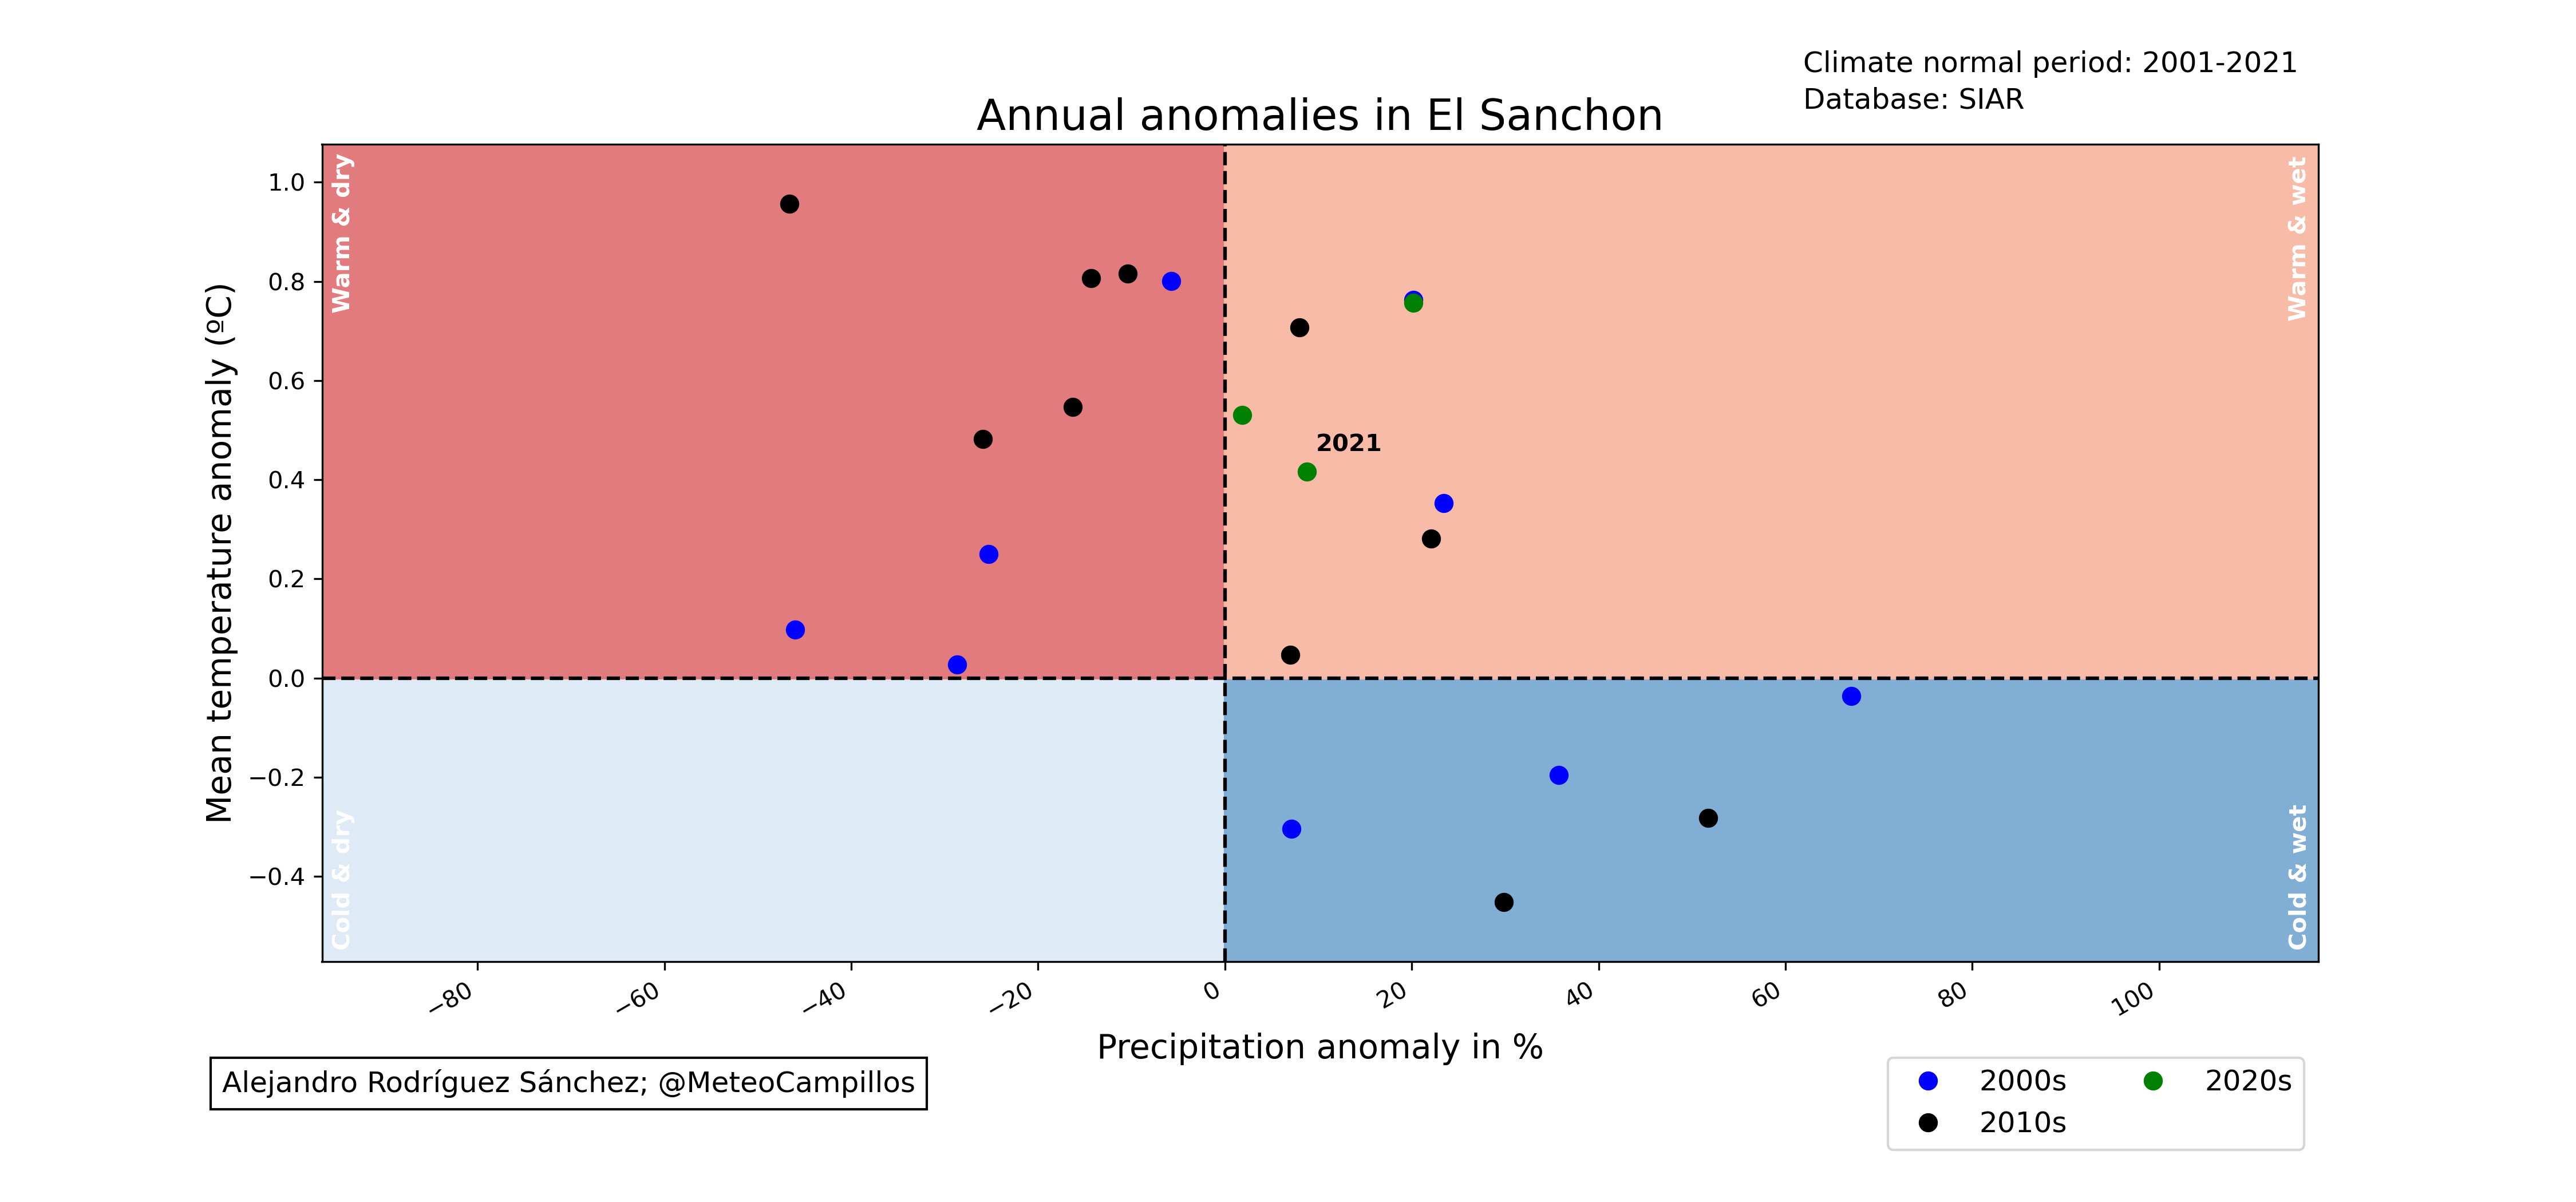 Climate normal period: 2001-2021
Database: SIAR
Annual anomalies in El Sanchon
Warm & dry
Warm & wet
1.0
0.8
0.6
0.4
0.2
0.0
−0.2
−0.4
Mean temperature anomaly (ºC)
2021
Cold & dry
Cold & wet
−80
−60
−40
−20
0
20
40
60
80
100
Precipitation anomaly in %
Alejandro Rodríguez Sánchez; @MeteoCampillos
2000s
2010s
2020s